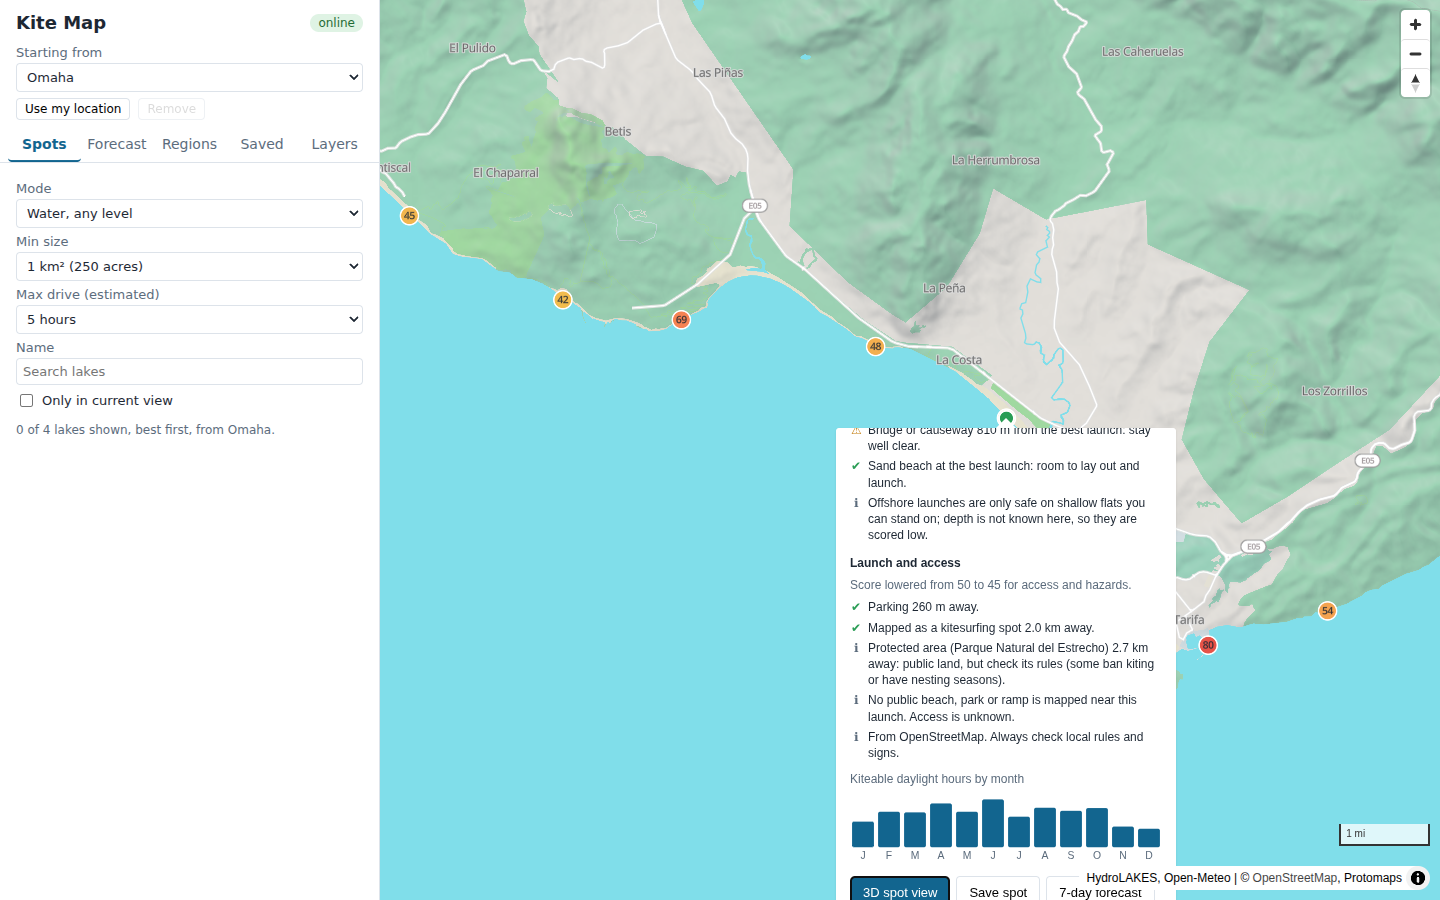 Kite Map
online
Starting from
Omaha
Use my location
Remove
Spots
Forecast
Regions
Saved
Layers
Mode
Water, any level
Min size
1 km² (250 acres)
Max drive (estimated)
5 hours
Name
Search lakes
Only in current view
0 of 4 lakes shown, best first, from Omaha.
El Pulido
Las Piñas
Las Caheruelas
Betis
ntiscal
El Chaparral
La Herrumbrosa
E05
45
42
69
La Peña
48
La Costa
Los Zorrillos
E05
E05
54
Tarifa
80
⚠ Bridge or causeway 810 m from the best launch: stay
well clear.
✔ Sand beach at the best launch: room to lay out and
launch.
ℹ Offshore launches are only safe on shallow flats you
can stand on; depth is not known here, so they are
scored low.
Launch and access
Score lowered from 50 to 45 for access and hazards.
✔ Parking 260 m away.
✔ Mapped as a kitesurfing spot 2.0 km away.
ℹ Protected area (Parque Natural del Estrecho) 2.7 km
away: public land, but check its rules (some ban kiting
or have nesting seasons).
ℹ No public beach, park or ramp is mapped near this
launch. Access is unknown.
ℹ From OpenStreetMap. Always check local rules and
signs.
Kiteable daylight hours by month
J F M A M J J A S O N D
3D spot view
Save spot
7-day forecast
1 mi
HydroLAKES, Open-Meteo | © OpenStreetMap, Protomaps